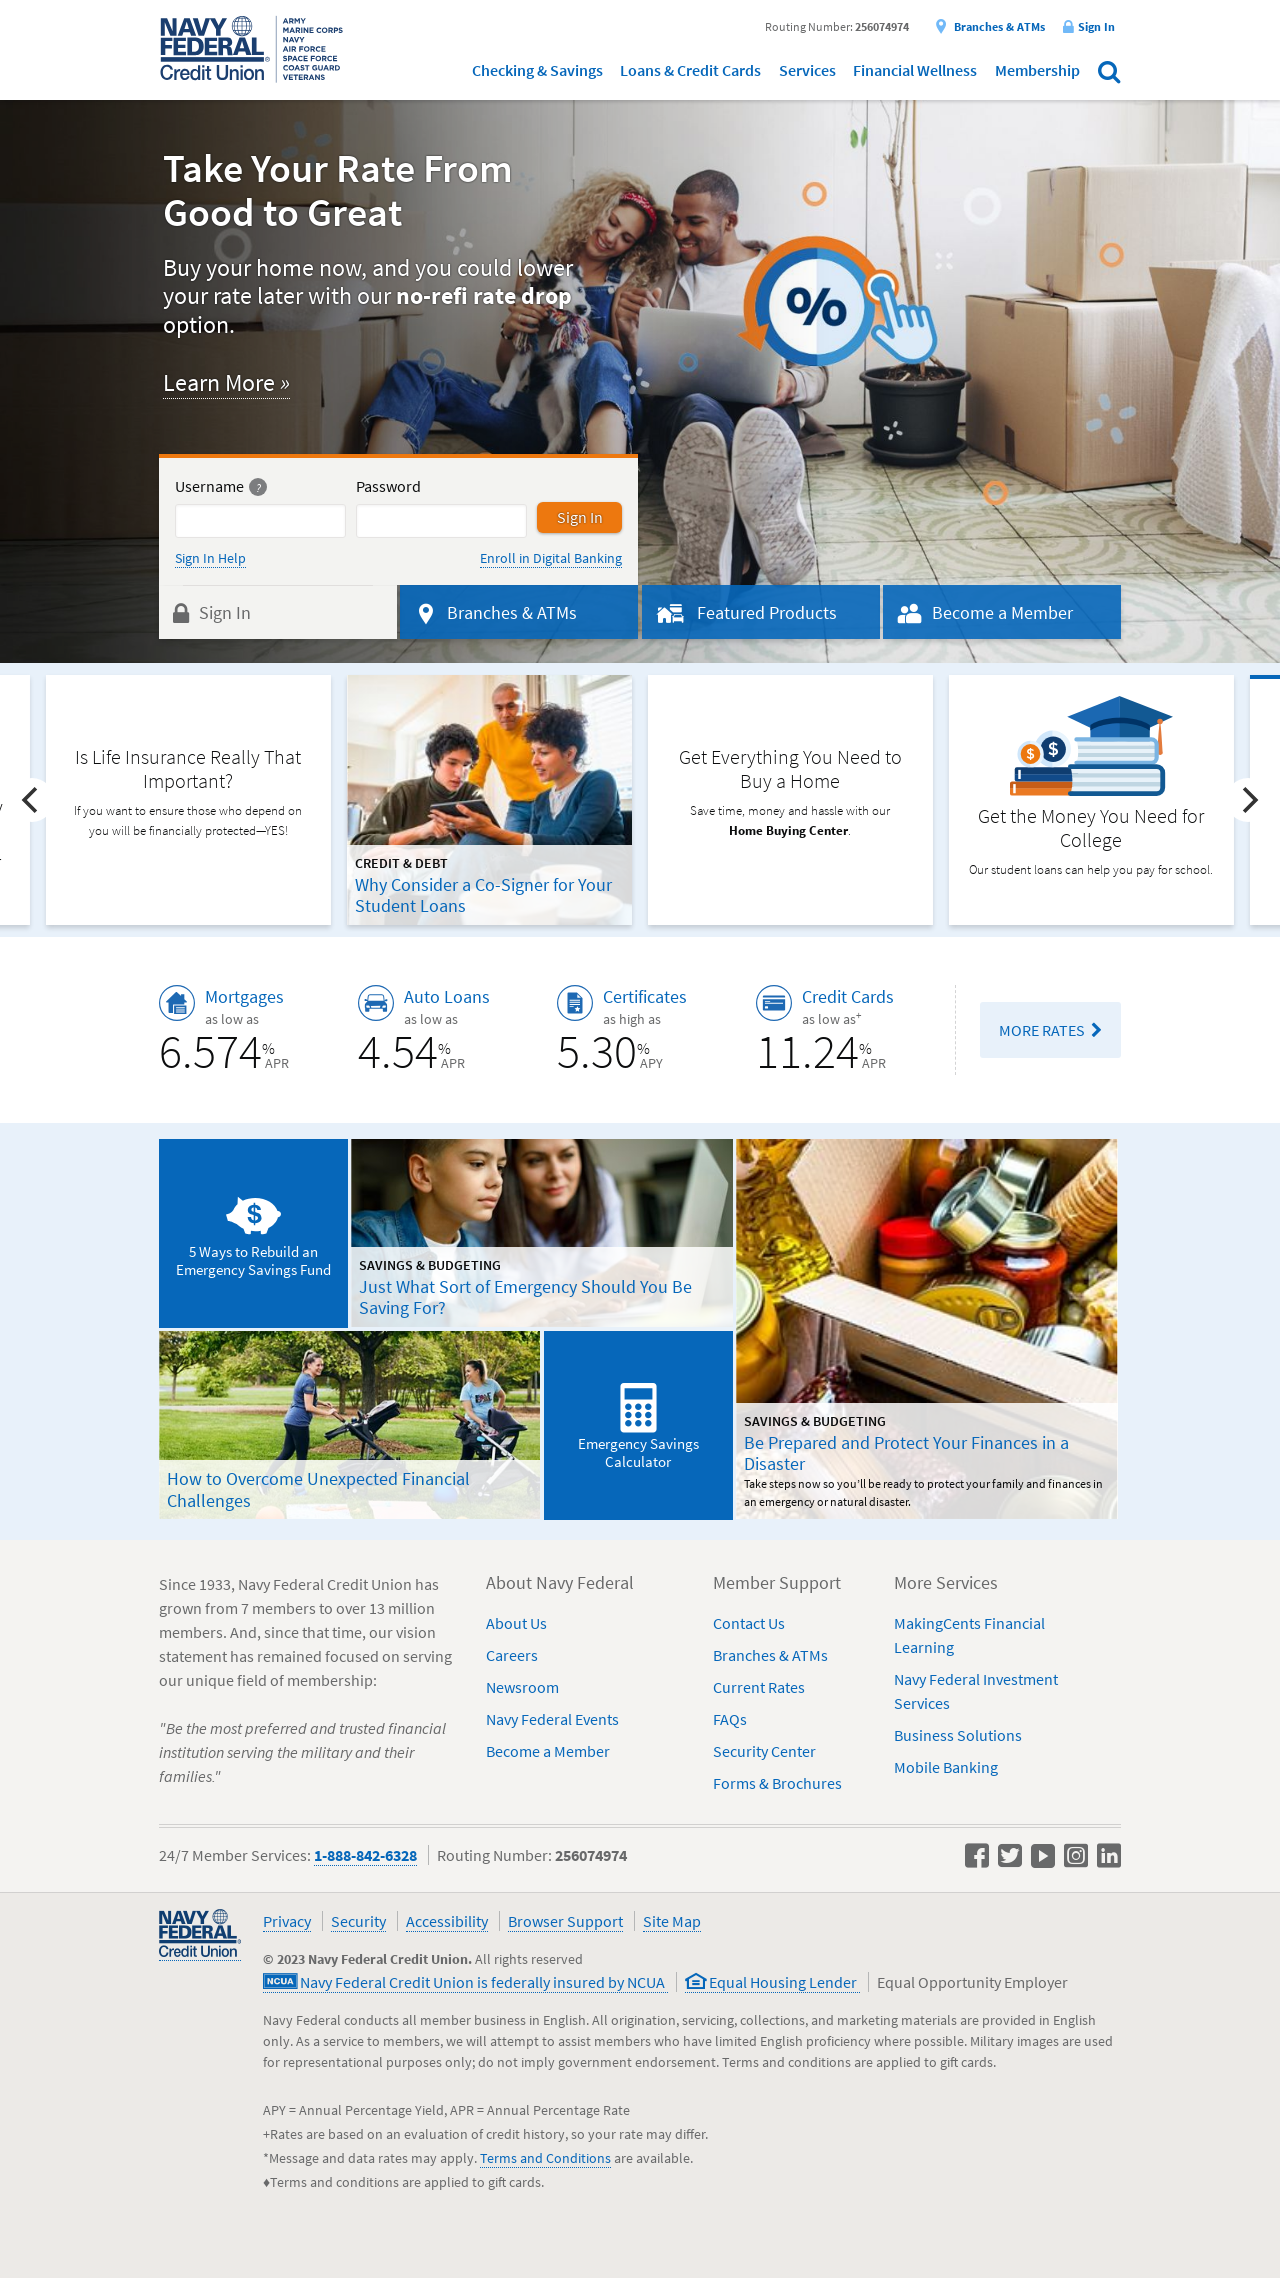 NAVY
FEDERAL
Credit Union
ARMY
MARINE CORPS
NAVY
AIR FORCE
SPACE FORCE
COAST GUARD
VETERANS
Routing Number: 256074974
Branches & ATMs
Sign In
Checking & Savings
Loans & Credit Cards
Services
Financial Wellness
Membership
Take Your Rate From
Good to Great
Buy your home now, and you could lower
your rate later with our no-refi rate drop
option.
Learn More »
%
Username ?
Password
Sign In
Sign In Help
Enroll in Digital Banking
Sign In
Branches & ATMs
Featured Products
Become a Member
Is Life Insurance Really That
Important?
If you want to ensure those who depend on
you will be financially protected—YES!
CREDIT & DEBT
Why Consider a Co-Signer for Your
Student Loans
Get Everything You Need to
Buy a Home
Save time, money and hassle with our
Home Buying Center.
$ $
Get the Money You Need for
College
Our student loans can help you pay for school.
Mortgages
as low as
6.574% APR
Auto Loans
as low as
4.54% APR
Certificates
as high as
5.30% APY
Credit Cards
as low as+
11.24% APR
MORE RATES
$
5 Ways to Rebuild an
Emergency Savings Fund
SAVINGS & BUDGETING
Just What Sort of Emergency Should You Be
Saving For?
How to Overcome Unexpected Financial
Challenges
Emergency Savings
Calculator
SAVINGS & BUDGETING
Be Prepared and Protect Your Finances in a
Disaster
Take steps now so you'll be ready to protect your family and finances in
an emergency or natural disaster.
Since 1933, Navy Federal Credit Union has
grown from 7 members to over 13 million
members. And, since that time, our vision
statement has remained focused on serving
our unique field of membership:
"Be the most preferred and trusted financial
institution serving the military and their
families."
About Navy Federal
About Us
Careers
Newsroom
Navy Federal Events
Become a Member
Member Support
Contact Us
Branches & ATMs
Current Rates
FAQs
Security Center
Forms & Brochures
More Services
MakingCents Financial
Learning
Navy Federal Investment
Services
Business Solutions
Mobile Banking
24/7 Member Services: 1-888-842-6328
Routing Number: 256074974
NAVY
FEDERAL
Credit Union
Privacy
Security
Accessibility
Browser Support
Site Map
© 2023 Navy Federal Credit Union. All rights reserved
NCUA Navy Federal Credit Union is federally insured by NCUA
Equal Housing Lender
Equal Opportunity Employer
Navy Federal conducts all member business in English. All origination, servicing, collections, and marketing materials are provided in English
only. As a service to members, we will attempt to assist members who have limited English proficiency where possible. Military images are used
for representational purposes only; do not imply government endorsement. Terms and conditions are applied to gift cards.
APY = Annual Percentage Yield, APR = Annual Percentage Rate
+Rates are based on an evaluation of credit history, so your rate may differ.
*Message and data rates may apply. Terms and Conditions are available.
♦Terms and conditions are applied to gift cards.